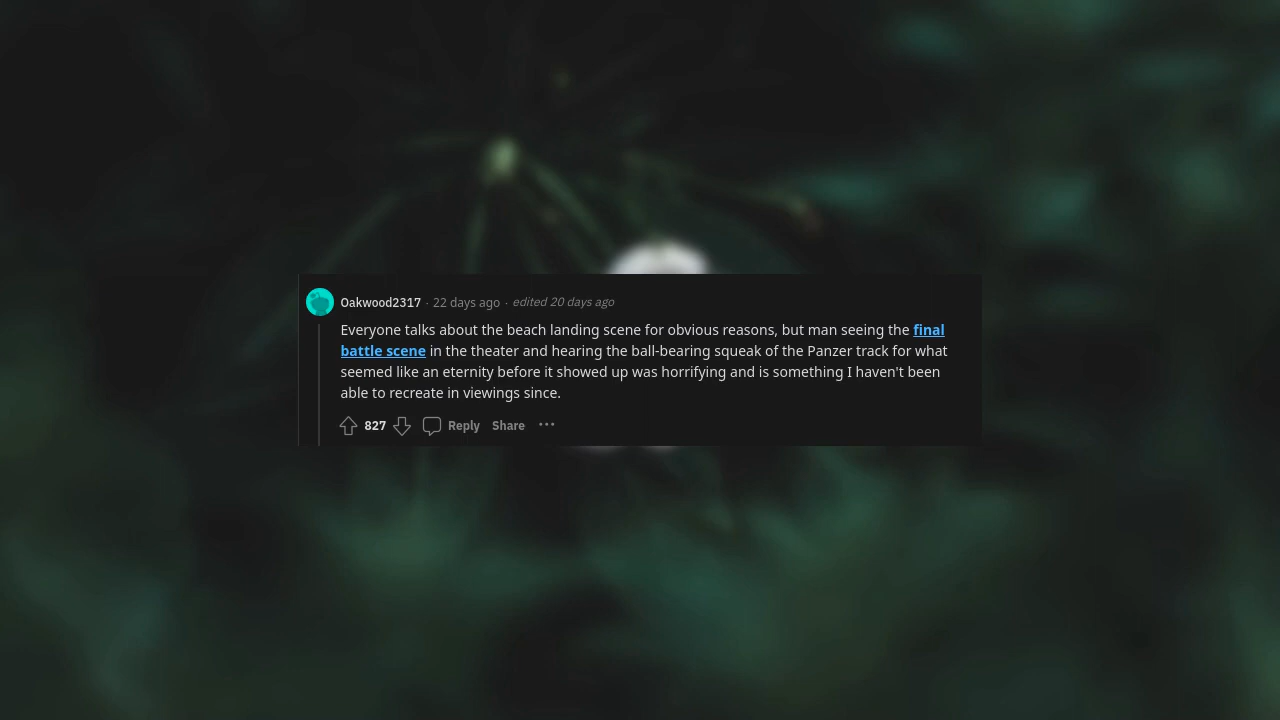 Oakwood2317 · 22 days ago · edited 20 days ago
Everyone talks about the beach landing scene for obvious reasons, but man seeing the final
battle scene in the theater and hearing the ball-bearing squeak of the Panzer track for what
seemed like an eternity before it showed up was horrifying and is something I haven't been
able to recreate in viewings since.
827 Reply Share ···